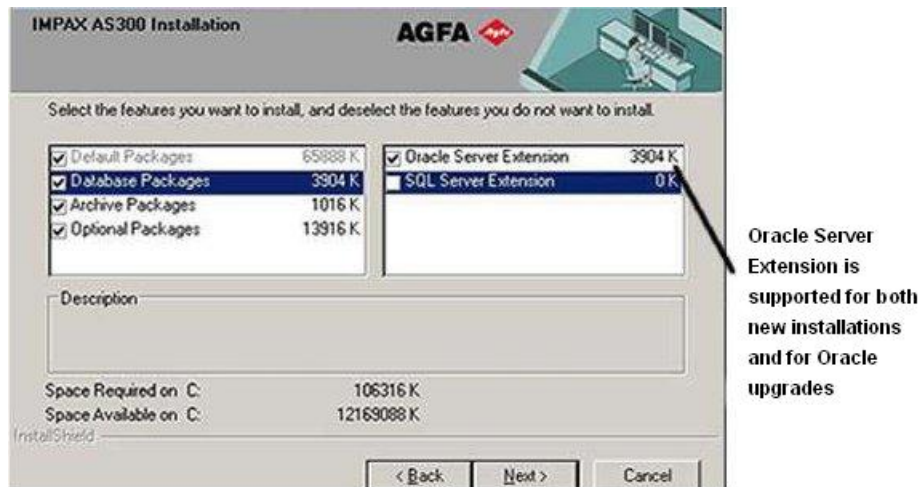 IMPAX AS300 Installation
AGFA
Agfa
Select the features you want to install, and deselect the features you do not want to install.
Default Packages 65888 K
Database Packages 3904 K
Archive Packages 1016 K
Optional Packages 13916 K
Oracle Server Extension 3904 K
SQL Server Extension 0 K
Oracle Server
Extension is
supported for both
new installations
and for Oracle
upgrades
Description
Space Required on C: 106316 K
Space Available on C: 12169088 K
InstallShield
< Back
Next >
Cancel